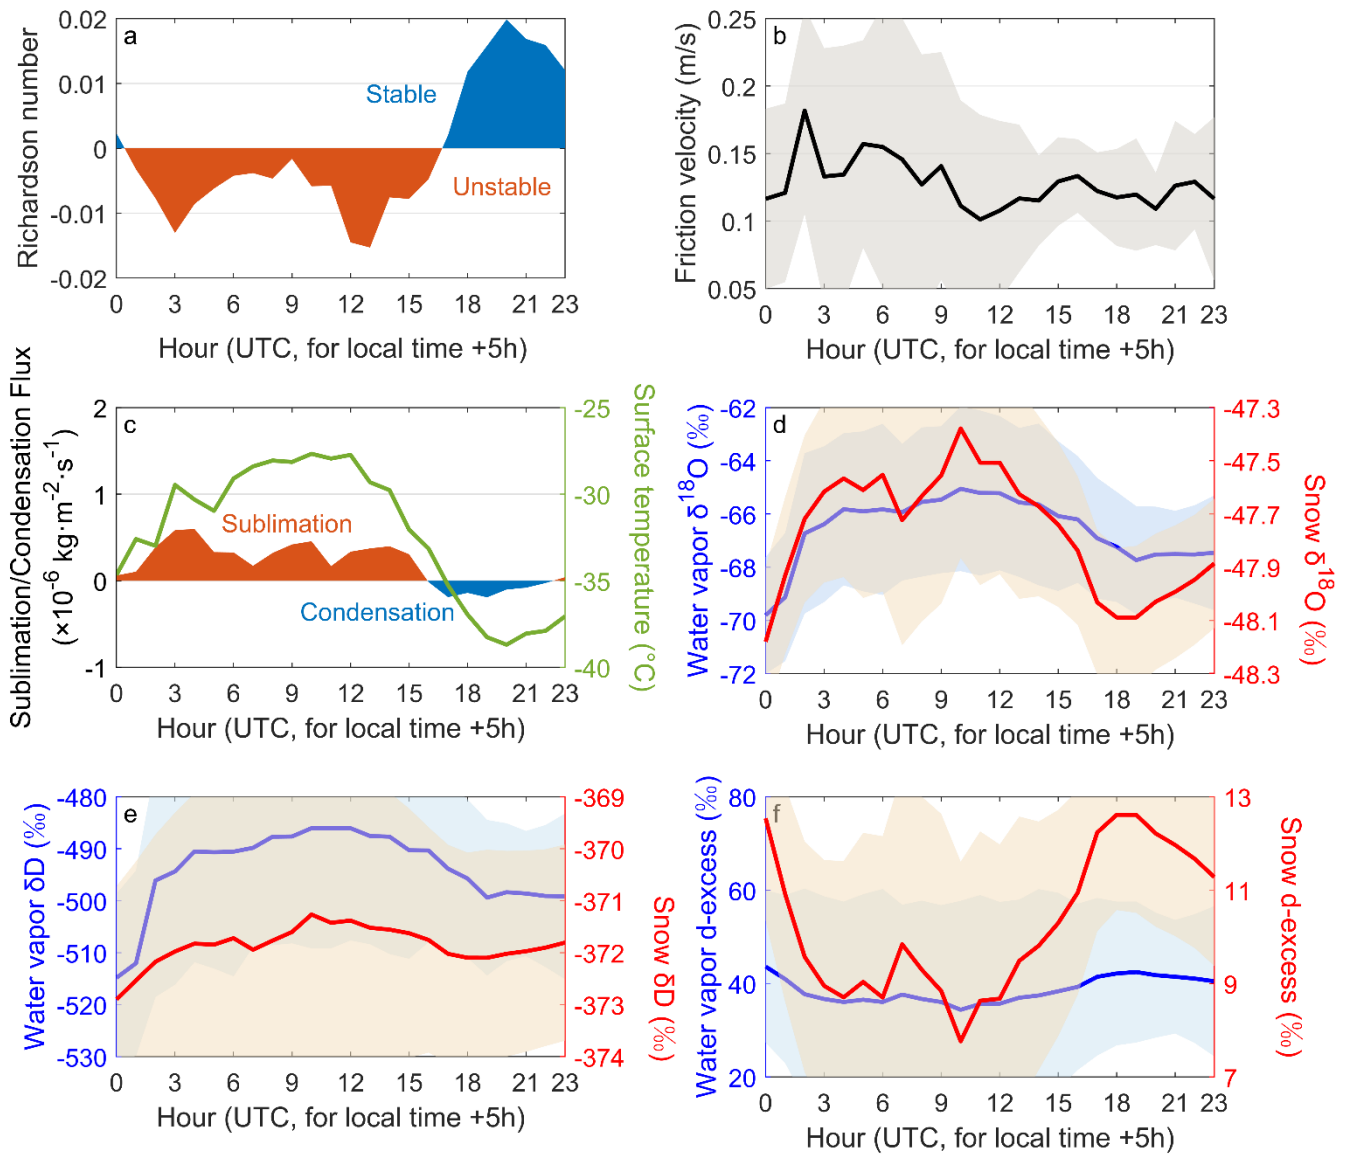 a
Richardson number
0.02
0.01
0
-0.01
-0.02
Stable
Unstable
0 3 6 9 12 15 18 21 23
Hour (UTC, for local time +5h)
b
Friction velocity (m/s)
0.25
0.2
0.15
0.1
0.05
0 3 6 9 12 15 18 21 23
Hour (UTC, for local time +5h)
c
Sublimation/Condensation Flux
(×10⁻⁶ kg·m⁻²·s⁻¹)
2
1
0
-1
Sublimation
Condensation
-25
-30
-35
-40
Surface temperature (°C)
0 3 6 9 12 15 18 21 23
Hour (UTC, for local time +5h)
d
Water vapor δ¹⁸O (‰)
-62
-64
-66
-68
-70
-72
-47.3
-47.5
-47.7
-47.9
-48.1
-48.3
Snow δ¹⁸O (‰)
0 3 6 9 12 15 18 21 23
Hour (UTC, for local time +5h)
e
Water vapor δD (‰)
-480
-490
-500
-510
-520
-530
-369
-370
-371
-372
-373
-374
Snow δD (‰)
0 3 6 9 12 15 18 21 23
Hour (UTC, for local time +5h)
f
Water vapor d-excess (‰)
80
60
40
20
13
11
9
7
Snow d-excess (‰)
0 3 6 9 12 15 18 21 23
Hour (UTC, for local time +5h)